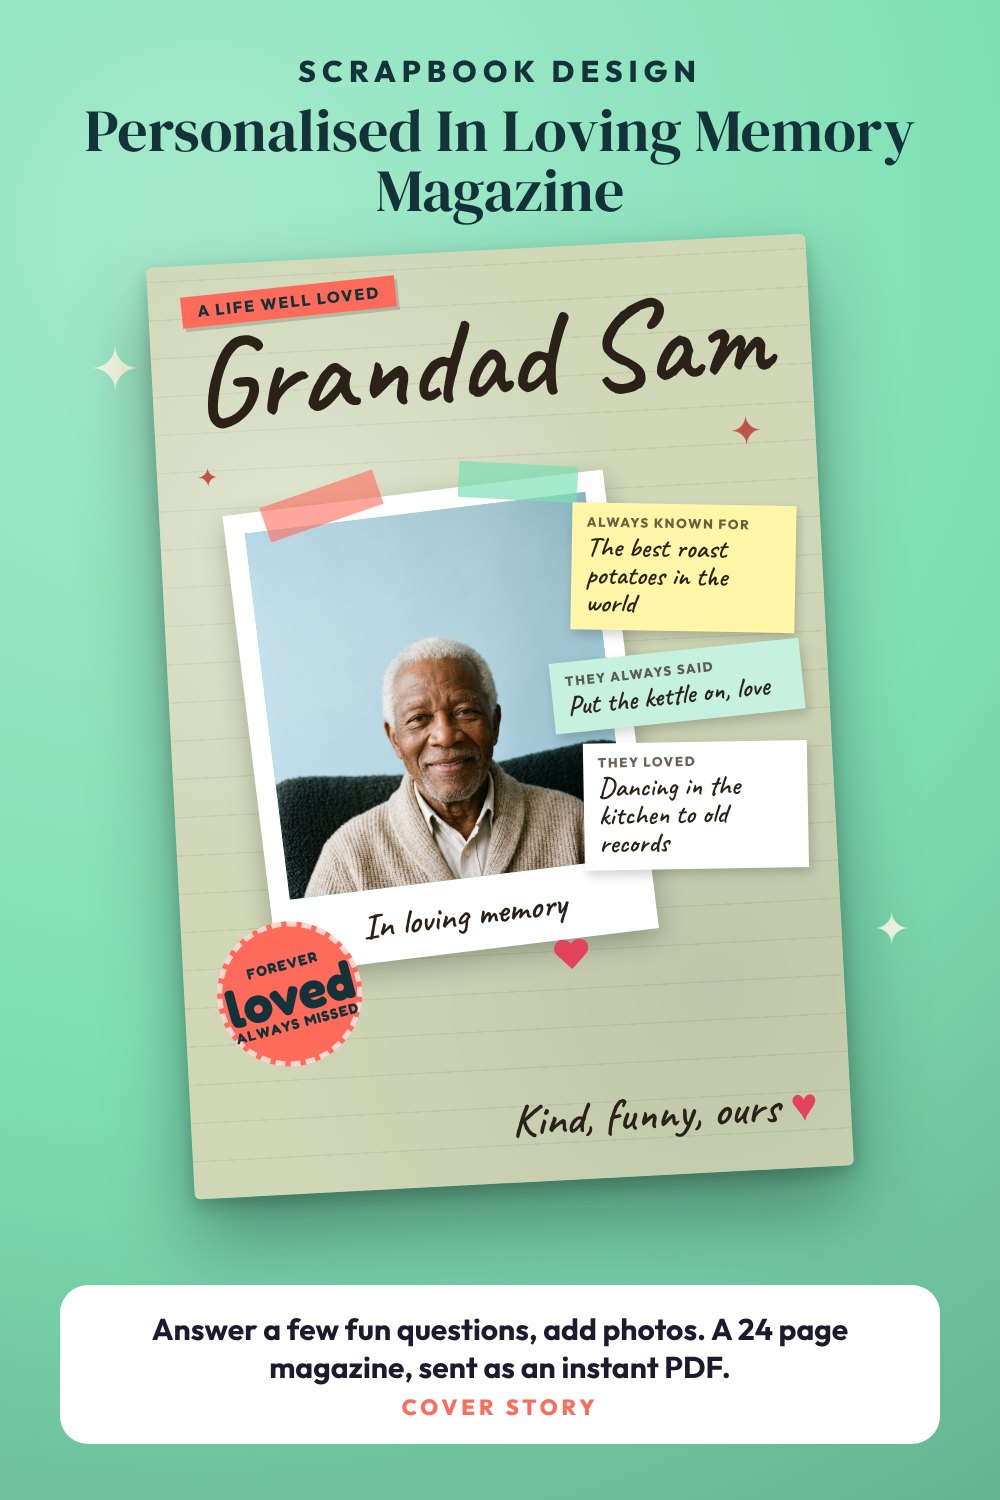 SCRAPBOOK DESIGN
Personalised In Loving Memory
Magazine
A LIFE WELL LOVED
Grandad Sam
ALWAYS KNOWN FOR
The best roast
potatoes in the
world
THEY ALWAYS SAID
Put the kettle on, love
THEY LOVED
Dancing in the
kitchen to old
records
In loving memory
FOREVER
loved
ALWAYS MISSED
Kind, funny, ours ♥
Answer a few fun questions, add photos. A 24 page
magazine, sent as an instant PDF.
COVER STORY